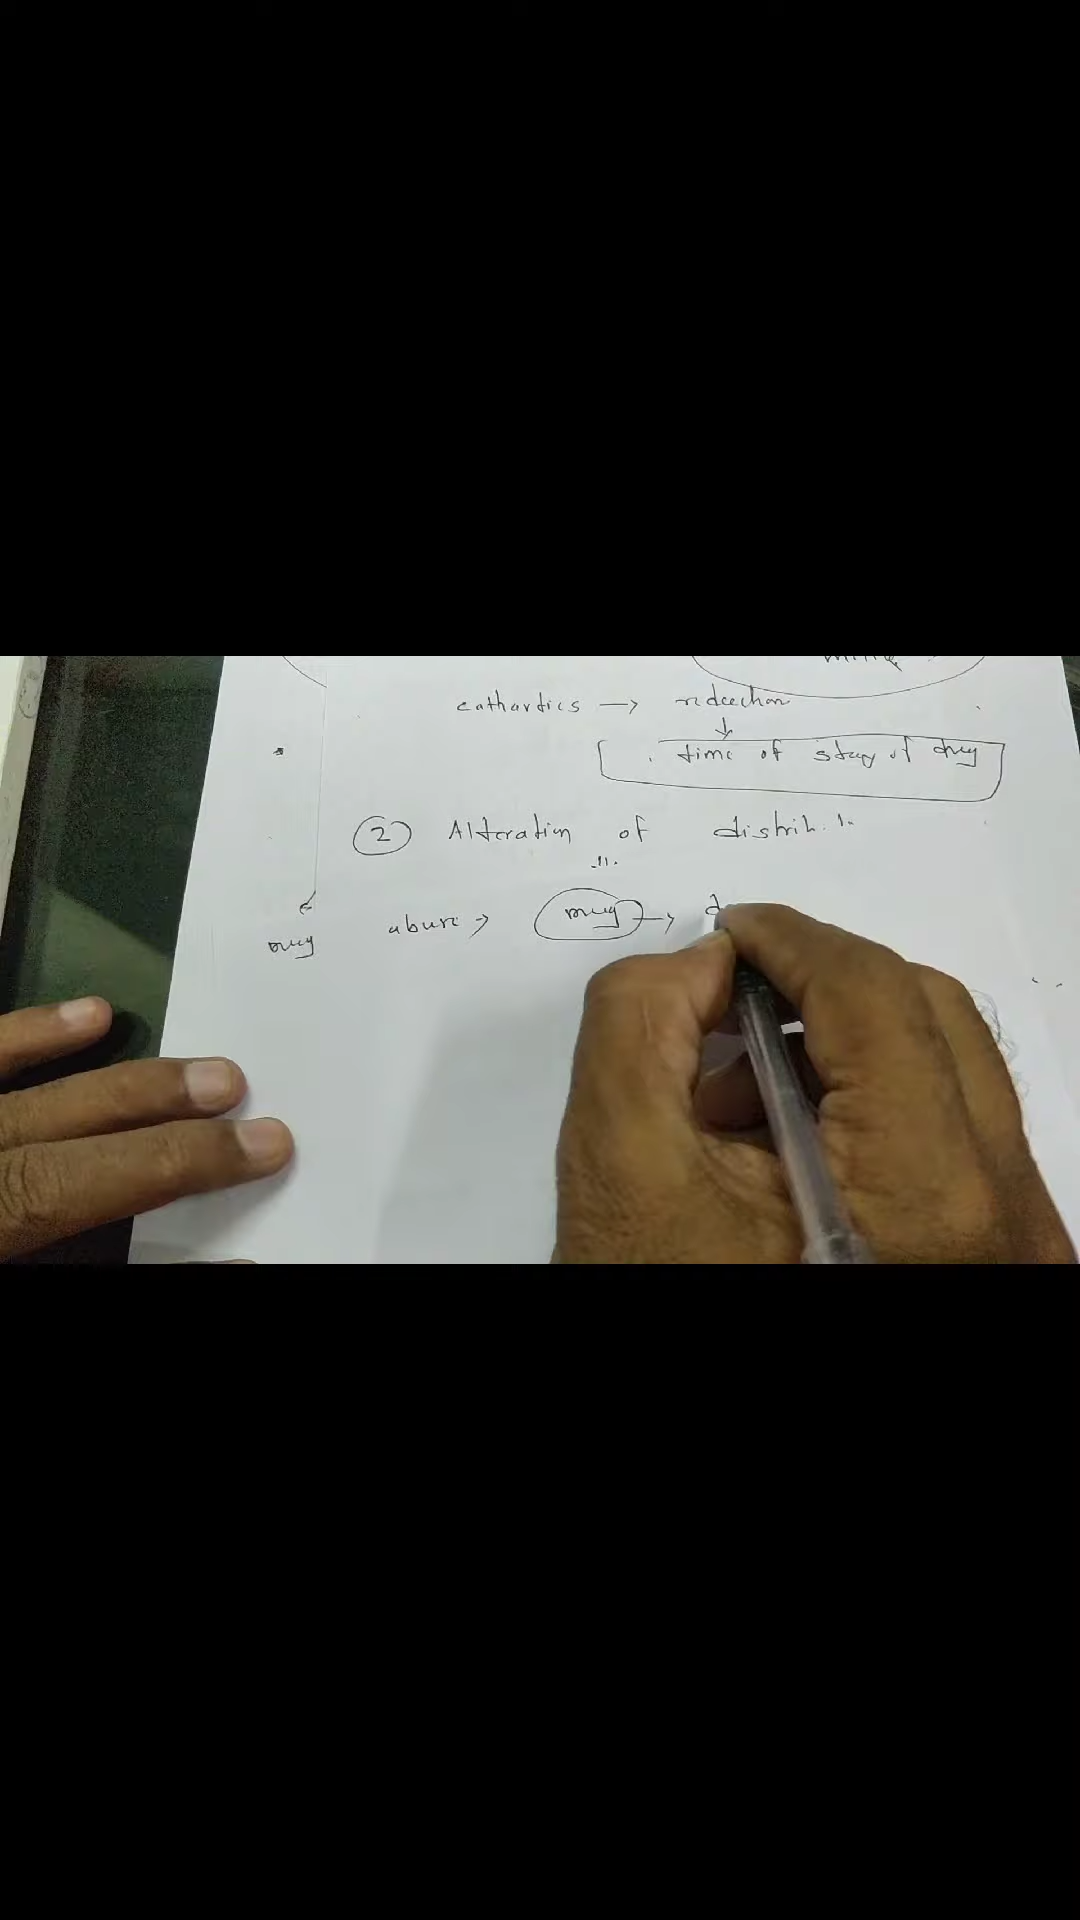 cathartics → reduction
↓
time of stay of drug
② Alteration of distrib
abuse → drug → d
drug